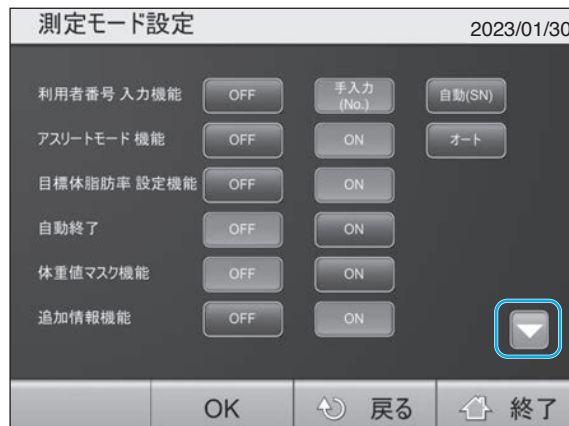 測定モード設定 2023/01/30
利用者番号 入力機能 OFF 手入力 (No.) 自動(SN)
アスリートモード 機能 OFF ON オート
目標体脂肪率 設定機能 OFF ON
自動終了 OFF ON
体重値マスク機能 OFF ON
追加情報機能 OFF ON
OK 戻る 終了